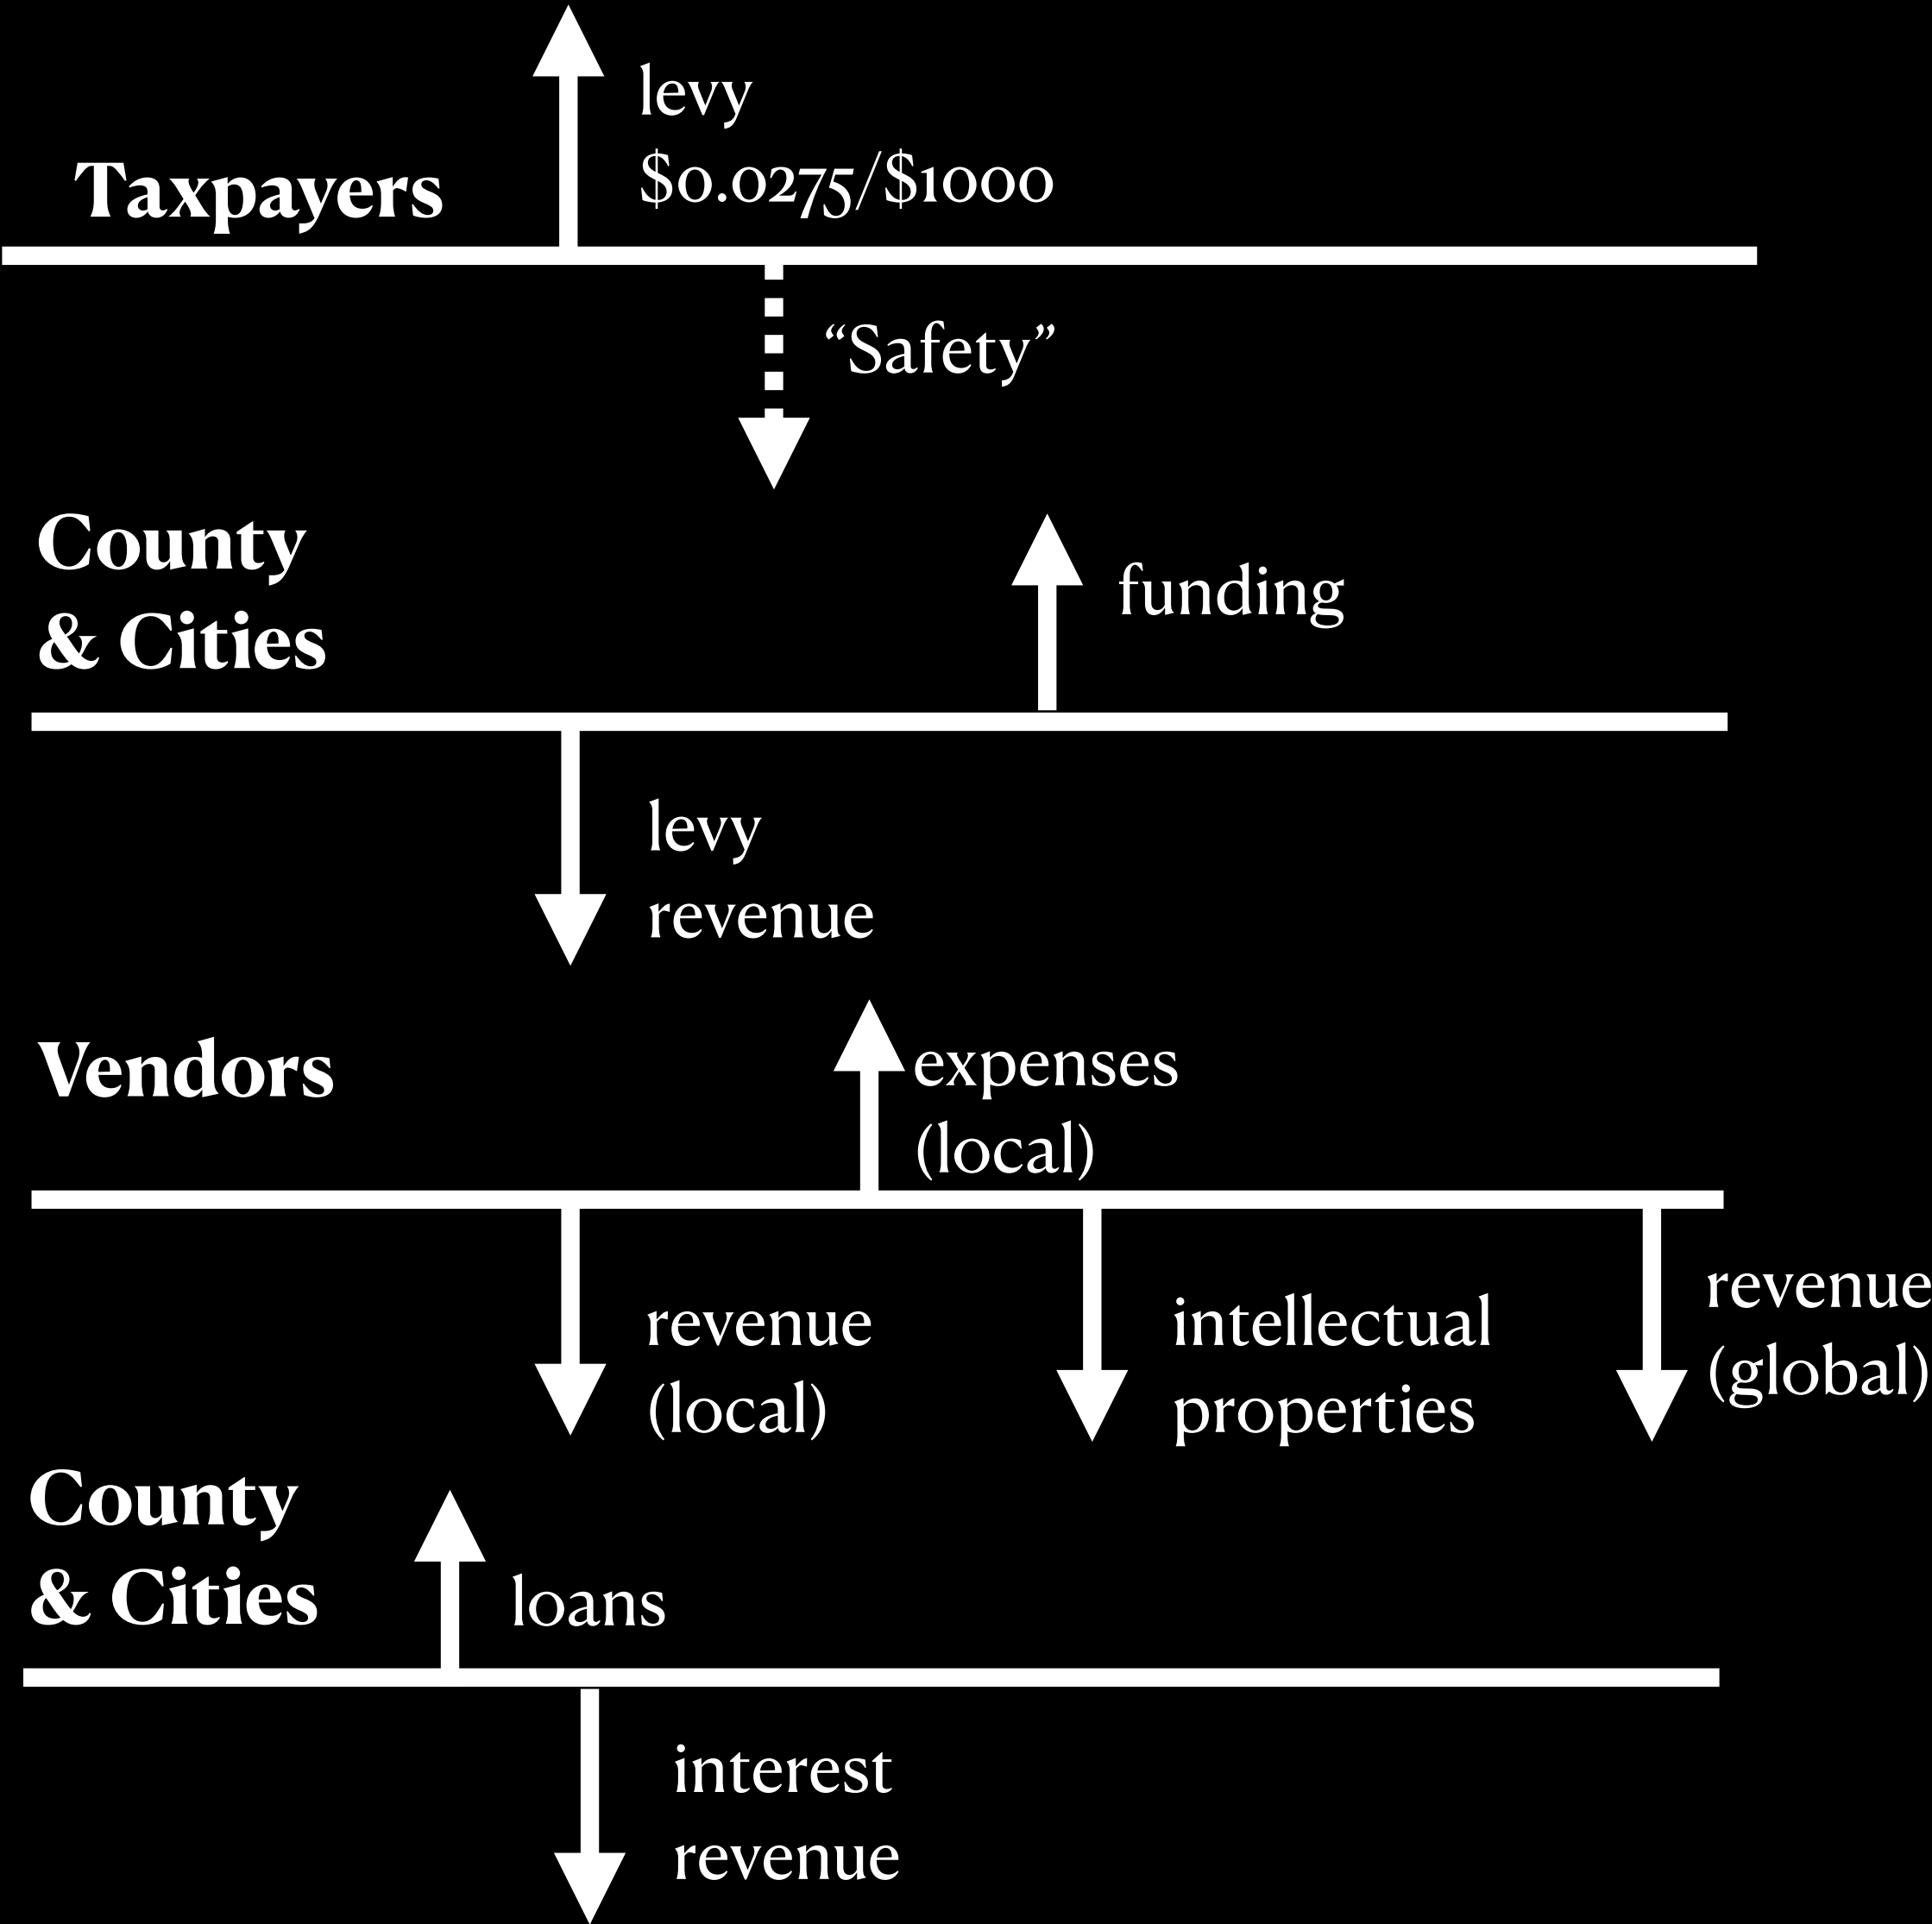 levy
$0.0275/$1000
Taxpayers
“Safety”
County
& Cities
funding
levy
revenue
Vendors
expenses
(local)
revenue
(local)
intellectual
properties
revenue
(global)
County
& Cities
loans
interest
revenue